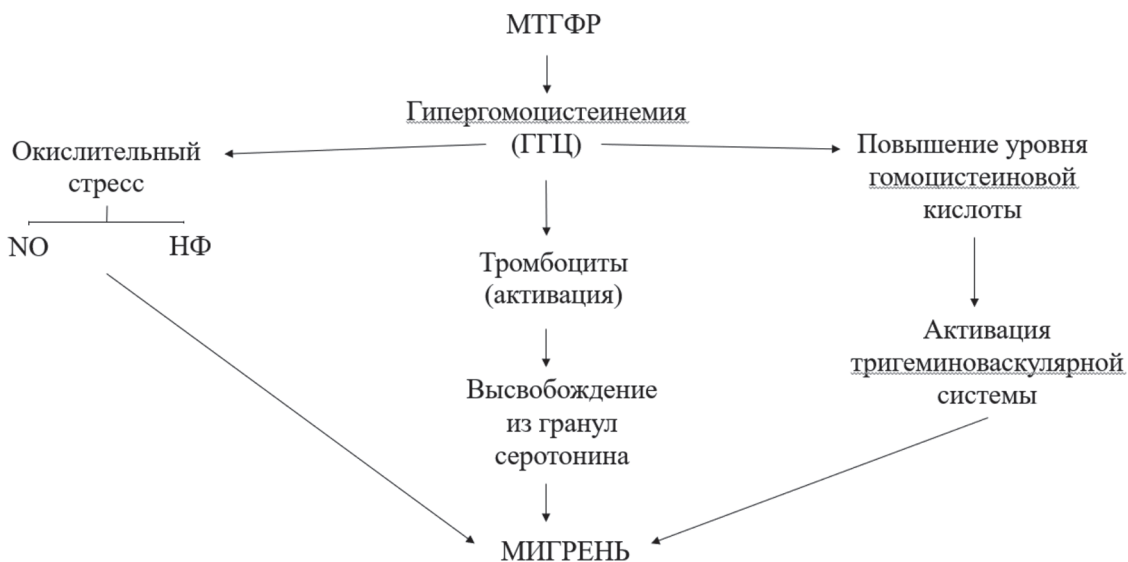 МТГФР
Гипергомоцистеинемия
(ГГЦ)
Окислительный
стресс
NO
НФ
Тромбоциты
(активация)
Высвобождение
из гранул
серотонина
Повышение уровня
гомоцистеиновой
кислоты
Активация
тригеминоваскулярной
системы
МИГРЕНЬ